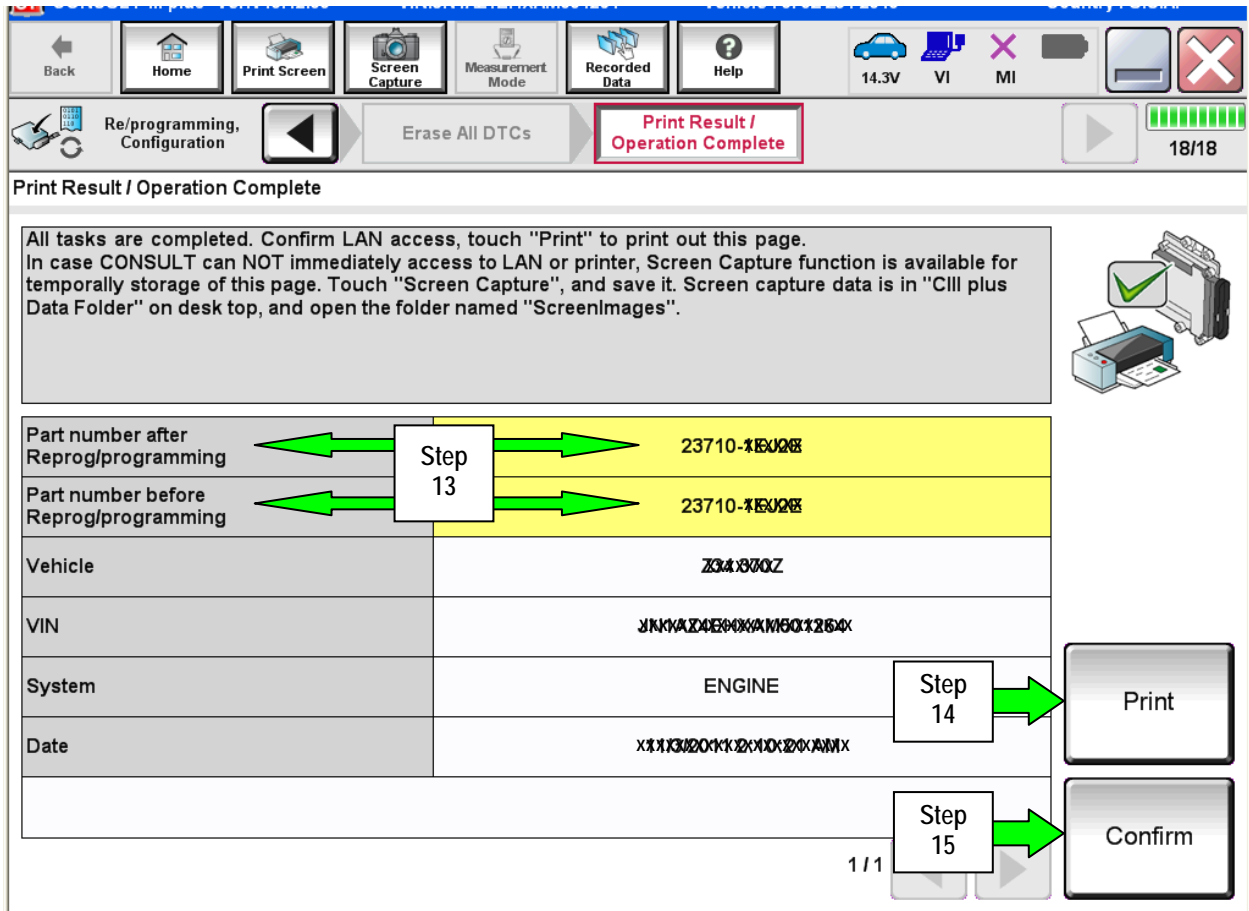 Back
Home
Print Screen
Screen
Capture
Measurement
Mode
Recorded
Data
Help
14.3V
VI
MI
Re/programming,
Configuration
Erase All DTCs
Print Result /
Operation Complete
18/18
Print Result / Operation Complete
All tasks are completed. Confirm LAN access, touch "Print" to print out this page.
In case CONSULT can NOT immediately access to LAN or printer, Screen Capture function is available for
temporally storage of this page. Touch "Screen Capture", and save it. Screen capture data is in "CIII plus
Data Folder" on desk top, and open the folder named "ScreenImages".
Part number after
Reprog/programming
23710-
Part number before
Reprog/programming
23710-
Step
13
Vehicle
VIN
System
ENGINE
Step
14
Print
Date
Step
15
Confirm
1/1